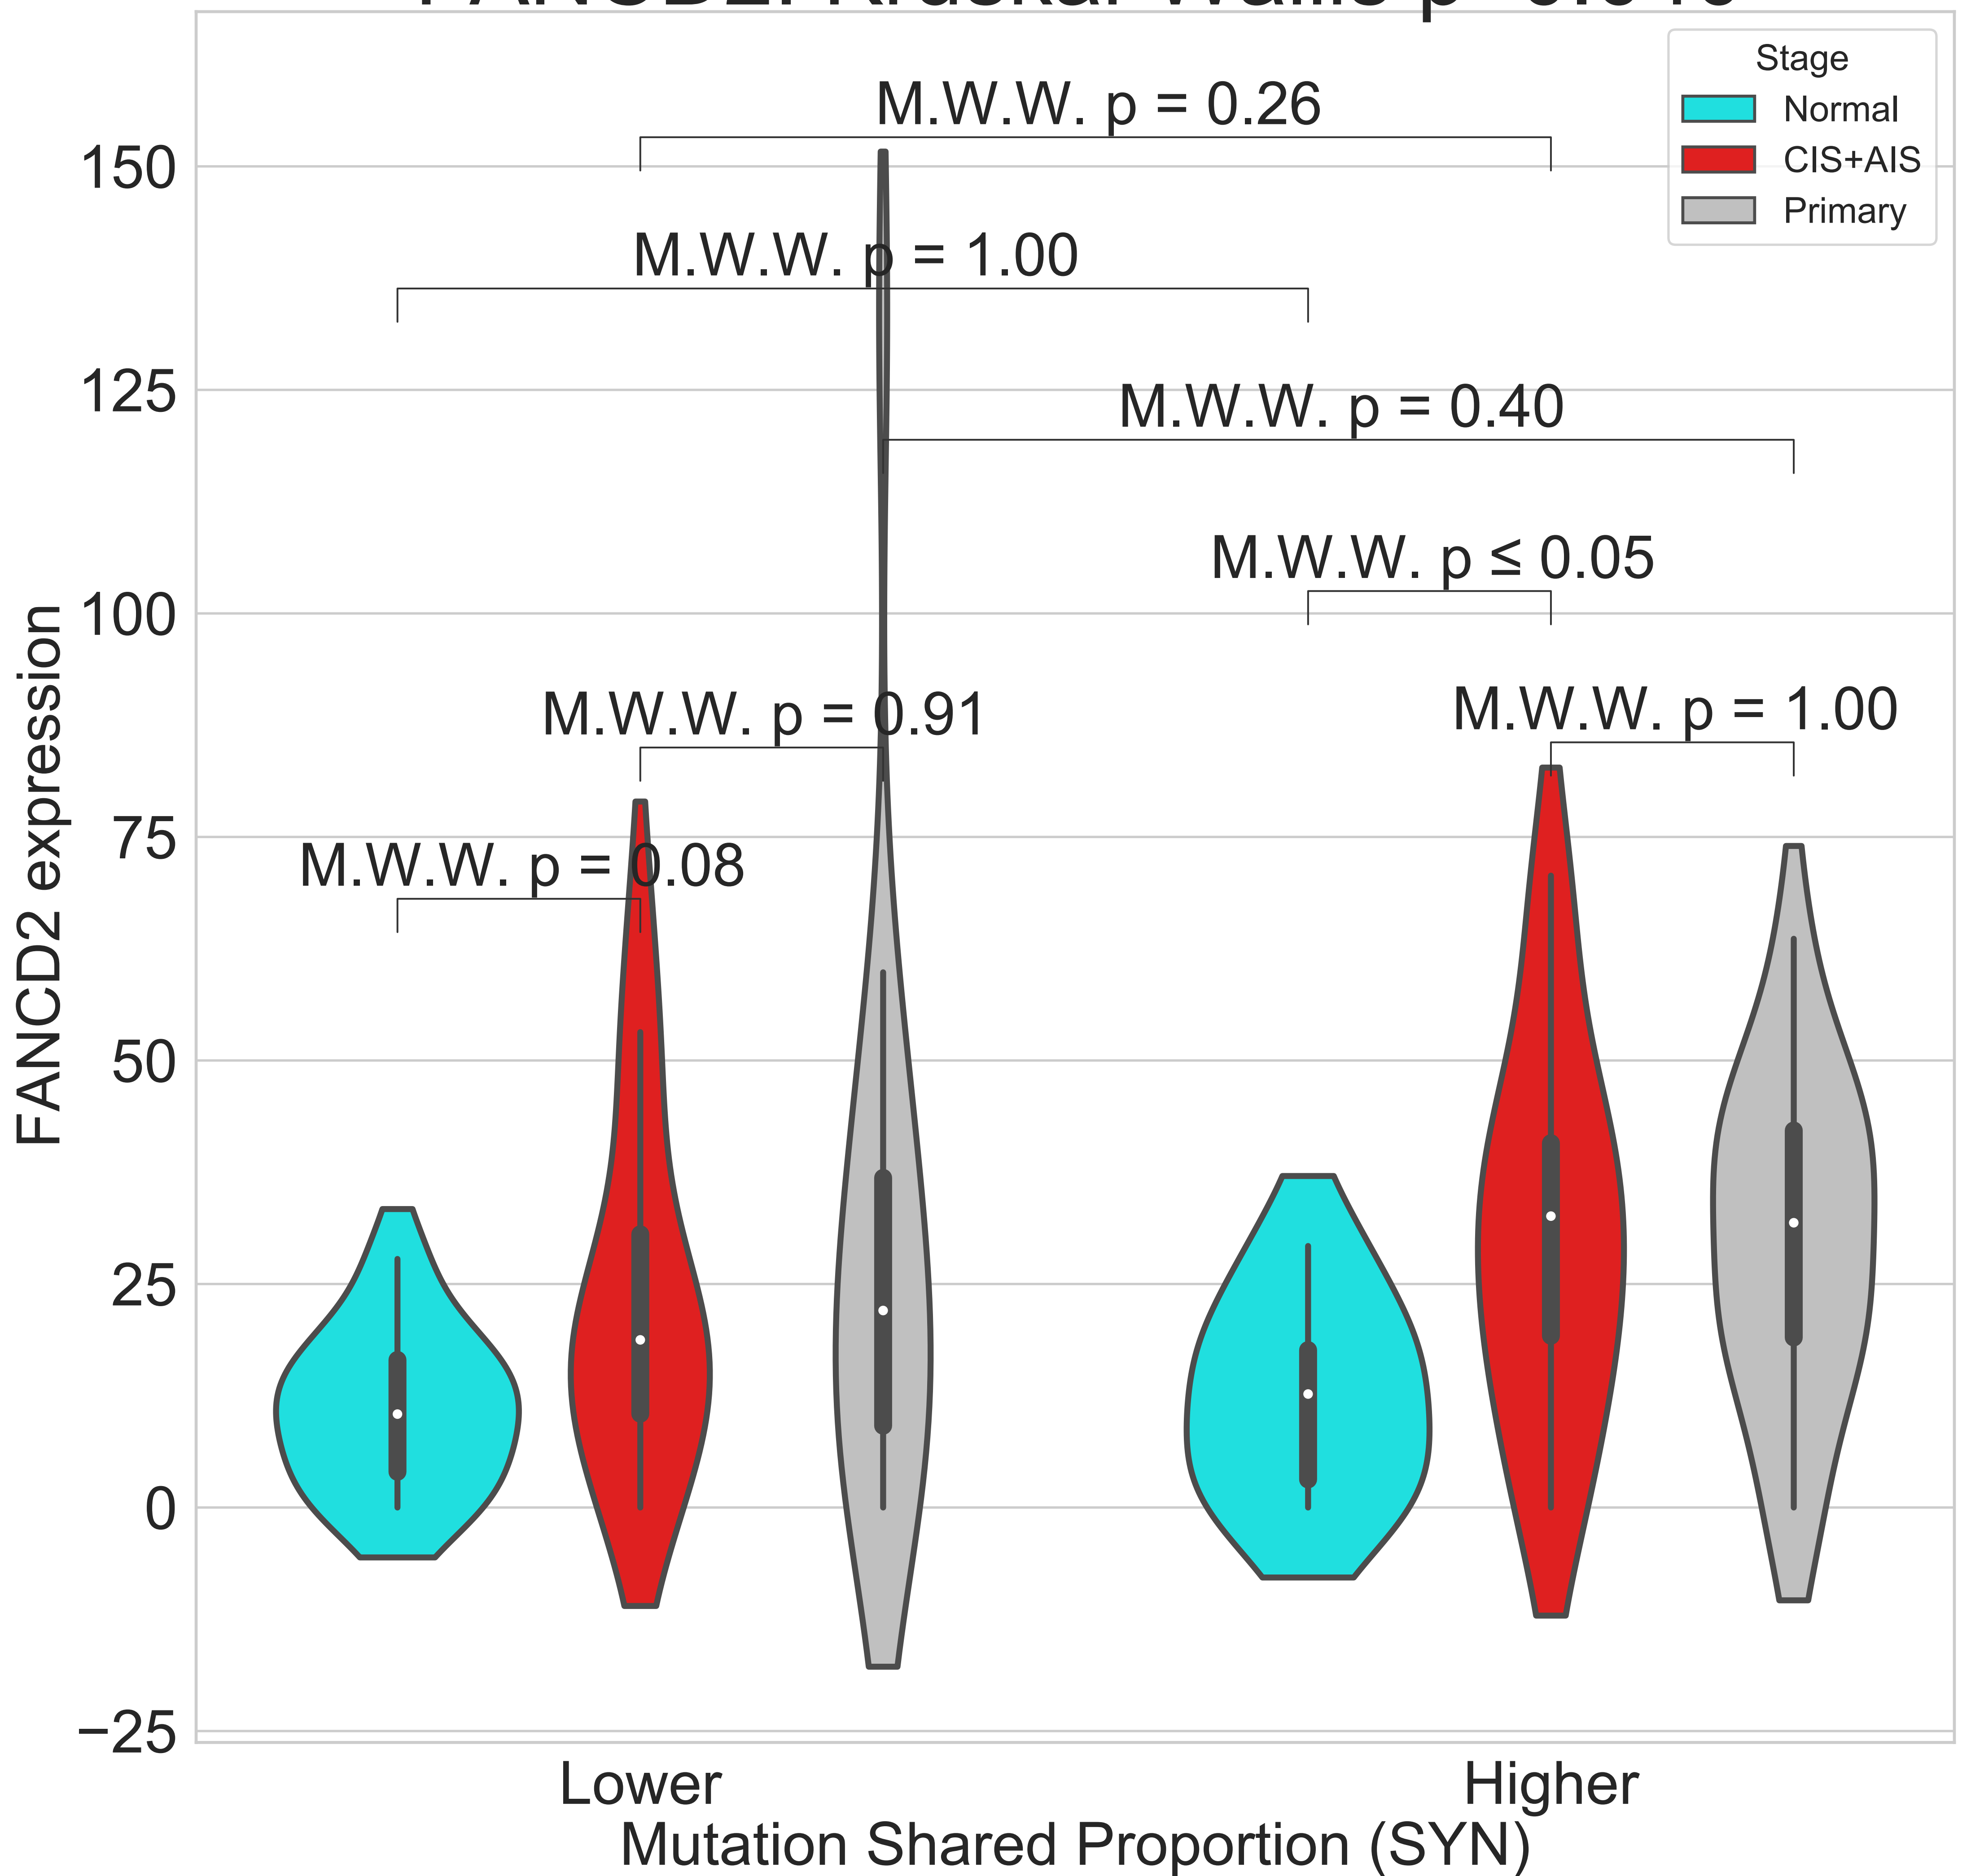 Stage
Normal
CIS+AIS
Primary
M.W.W. p = 0.26
M.W.W. p = 1.00
M.W.W. p = 0.40
M.W.W. p ≤ 0.05
M.W.W. p = 0.91
M.W.W. p = 1.00
M.W.W. p = 0.08
150
125
100
75
50
25
0
−25
FANCD2 expression
Lower
Higher
Mutation Shared Proportion (SYN)